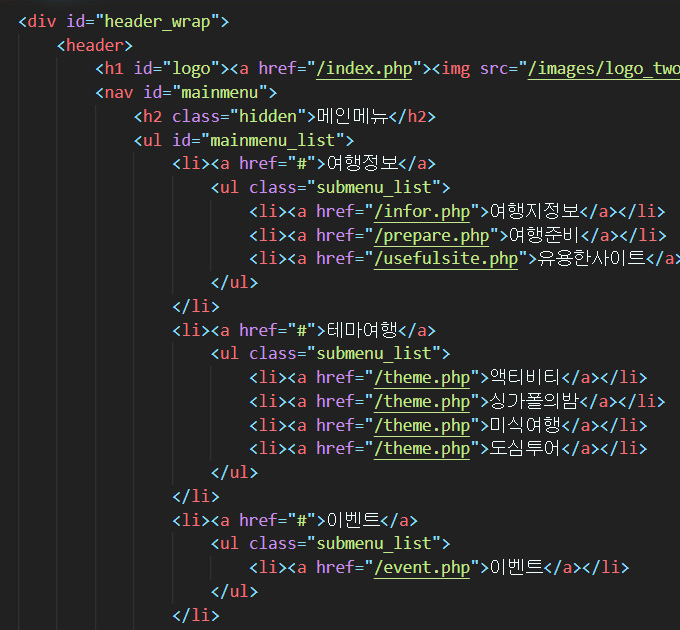 <div id="header_wrap">
<header>
<h1 id="logo"><a href="/index.php"><img src="/images/logo_two
<nav id="mainmenu">
<h2 class="hidden">메인메뉴</h2>
<ul id="mainmenu_list">
<li><a href="#">여행정보</a>
<ul class="submenu_list">
<li><a href="/infor.php">여행지정보</a></li>
<li><a href="/prepare.php">여행준비</a></li>
<li><a href="/usefulsite.php">유용한사이트</a>
</ul>
</li>
<li><a href="#">테마여행</a>
<ul class="submenu_list">
<li><a href="/theme.php">액티비티</a></li>
<li><a href="/theme.php">싱가폴의밤</a></li>
<li><a href="/theme.php">미식여행</a></li>
<li><a href="/theme.php">도심투어</a></li>
</ul>
</li>
<li><a href="#">이벤트</a>
<ul class="submenu_list">
<li><a href="/event.php">이벤트</a></li>
</ul>
</li>